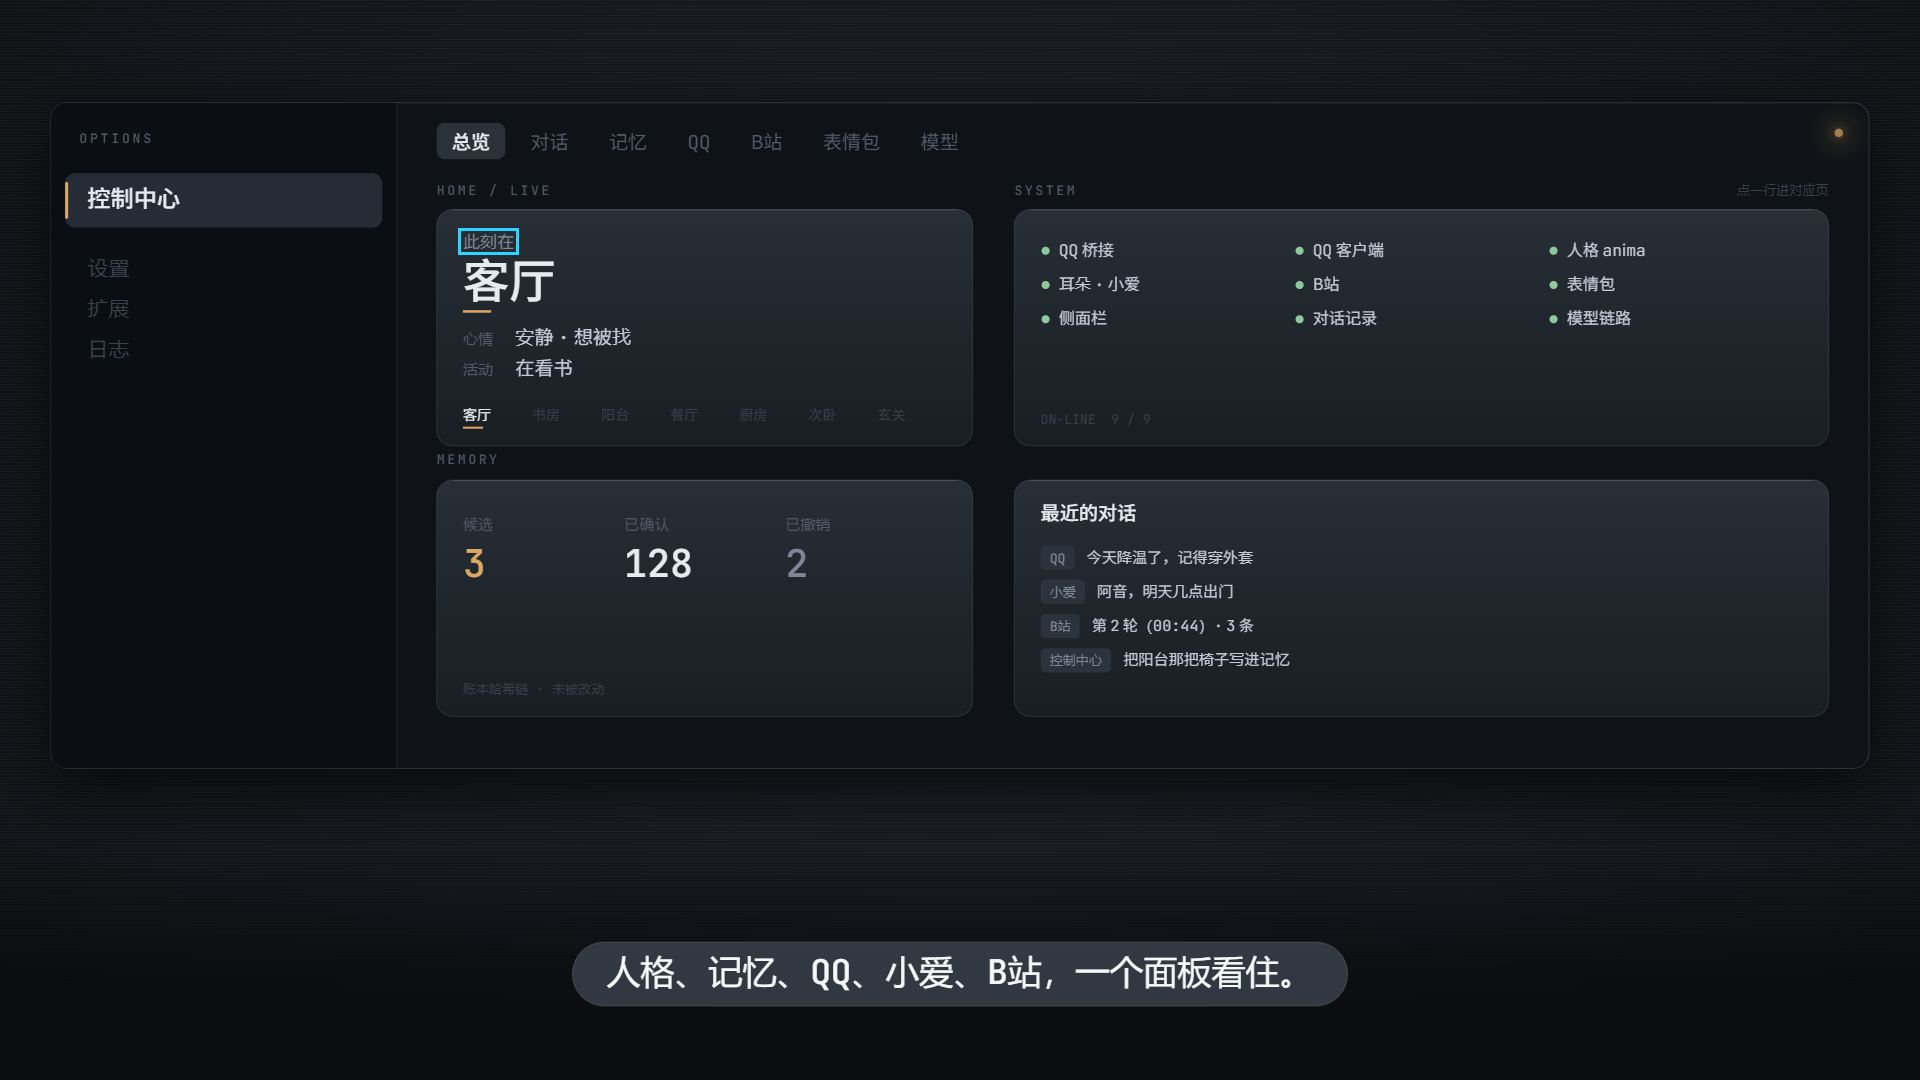 OPTIONS
控制中心
设置
扩展
日志
总览 对话 记忆 QQ B站 表情包 模型
HOME / LIVE
此刻在
客厅
心情 安静·想被找
活动 在看书
客厅 书房 阳台 餐厅 厨房 次卧 玄关
SYSTEM 点一行进对应页
QQ 桥接 QQ 客户端 人格 anima
耳朵·小爱 B站 表情包
侧面栏 对话记录 模型链路
ON-LINE 9 / 9
MEMORY
候选 已确认 已撤销
3 128 2
账本哈希链 · 未被改动
最近的对话
QQ 今天降温了，记得穿外套
小爱 阿音，明天几点出门
B站 第 2 轮 (00:44) · 3 条
控制中心 把阳台那把椅子写进记忆
人格、记忆、QQ、小爱、B站，一个面板看住。